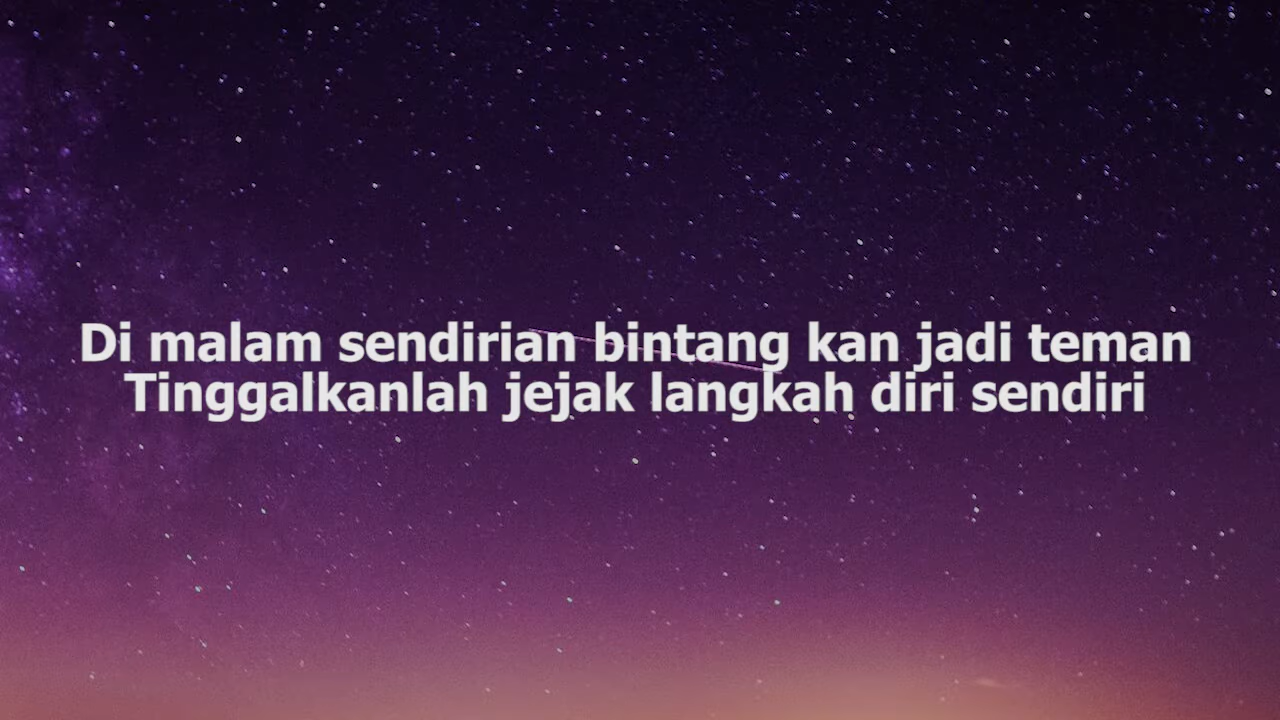 Di malam sendirian bintang kan jadi teman
Tinggalkanlah jejak langkah diri sendiri